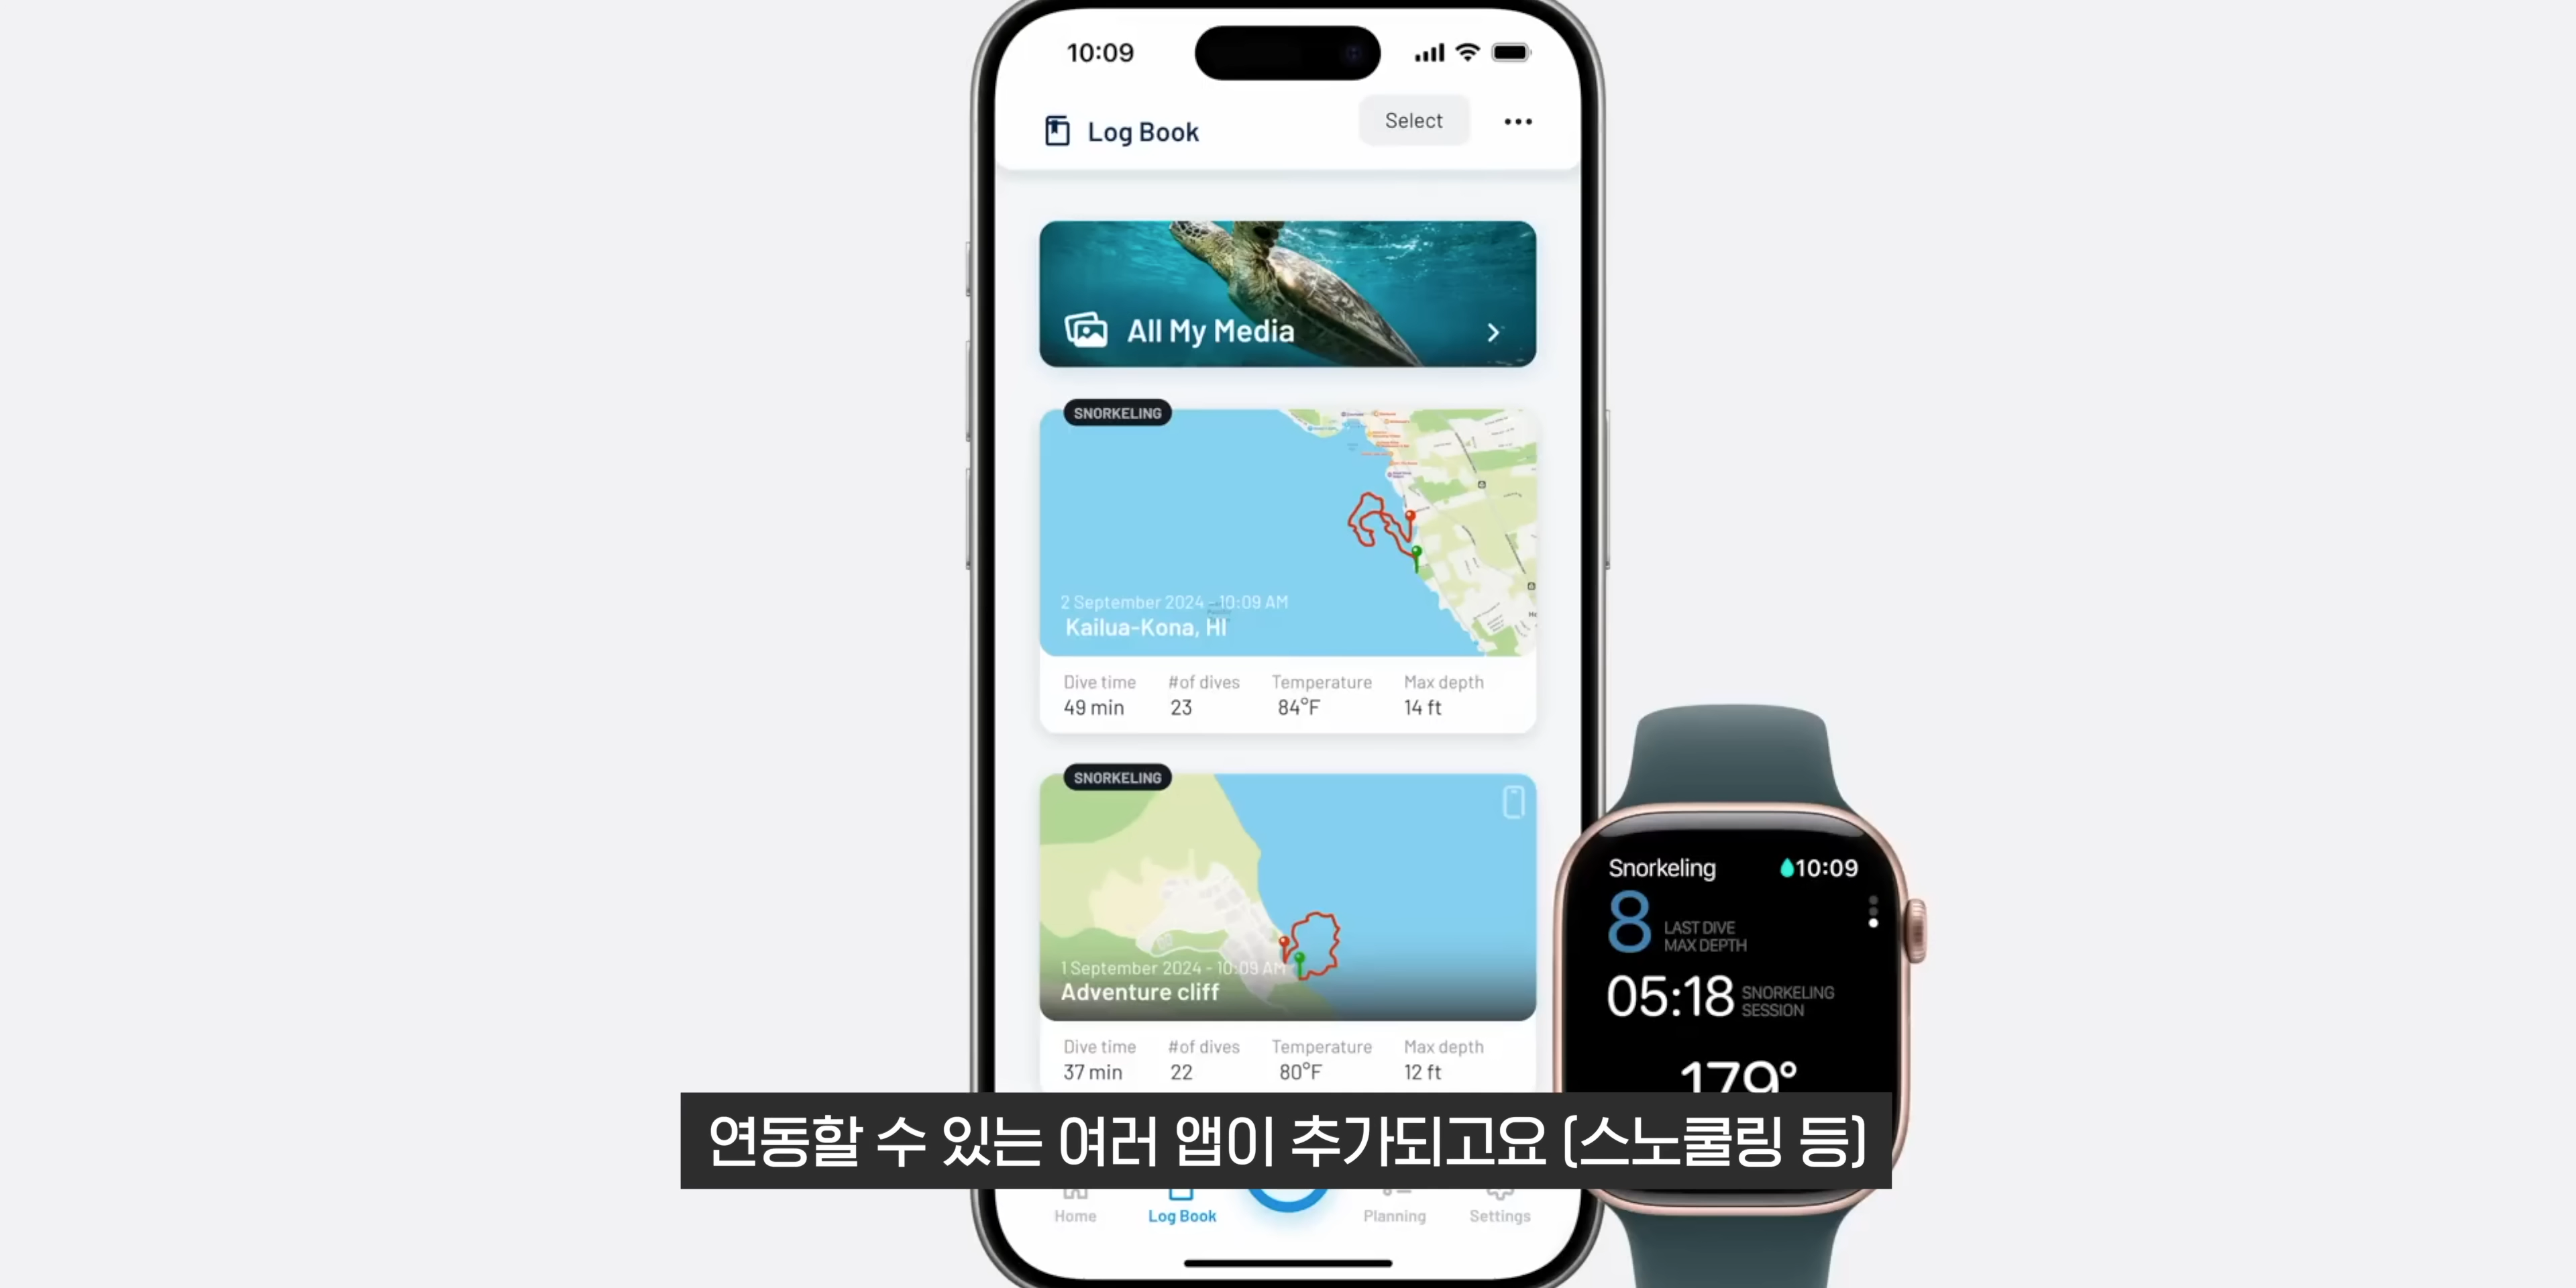 10:09
Log Book
Select
All My Media
SNORKELING
2 September 2024 - 10:09 AM
Kailua-Kona, HI
Dive time #of dives Temperature Max depth
49 min 23 84°F 14 ft
SNORKELING
1 September 2024 - 10:09 AM
Adventure cliff
Dive time #of dives Temperature Max depth
37 min 22 80°F 12 ft
Snorkeling 10:09
8 LAST DIVE
MAX DEPTH
05:18 SNORKELING
SESSION
179°
연동할 수 있는 여러 앱이 추가되고요 (스노쿨링 등)
Home Log Book Planning Settings